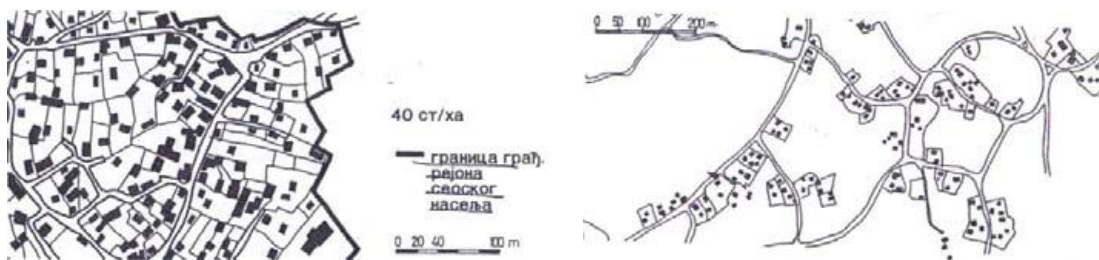 40 ст/ха
граница грађ.
рејона
сеоског
насеља
0 20 40 100 m
0 50 100 200 m.